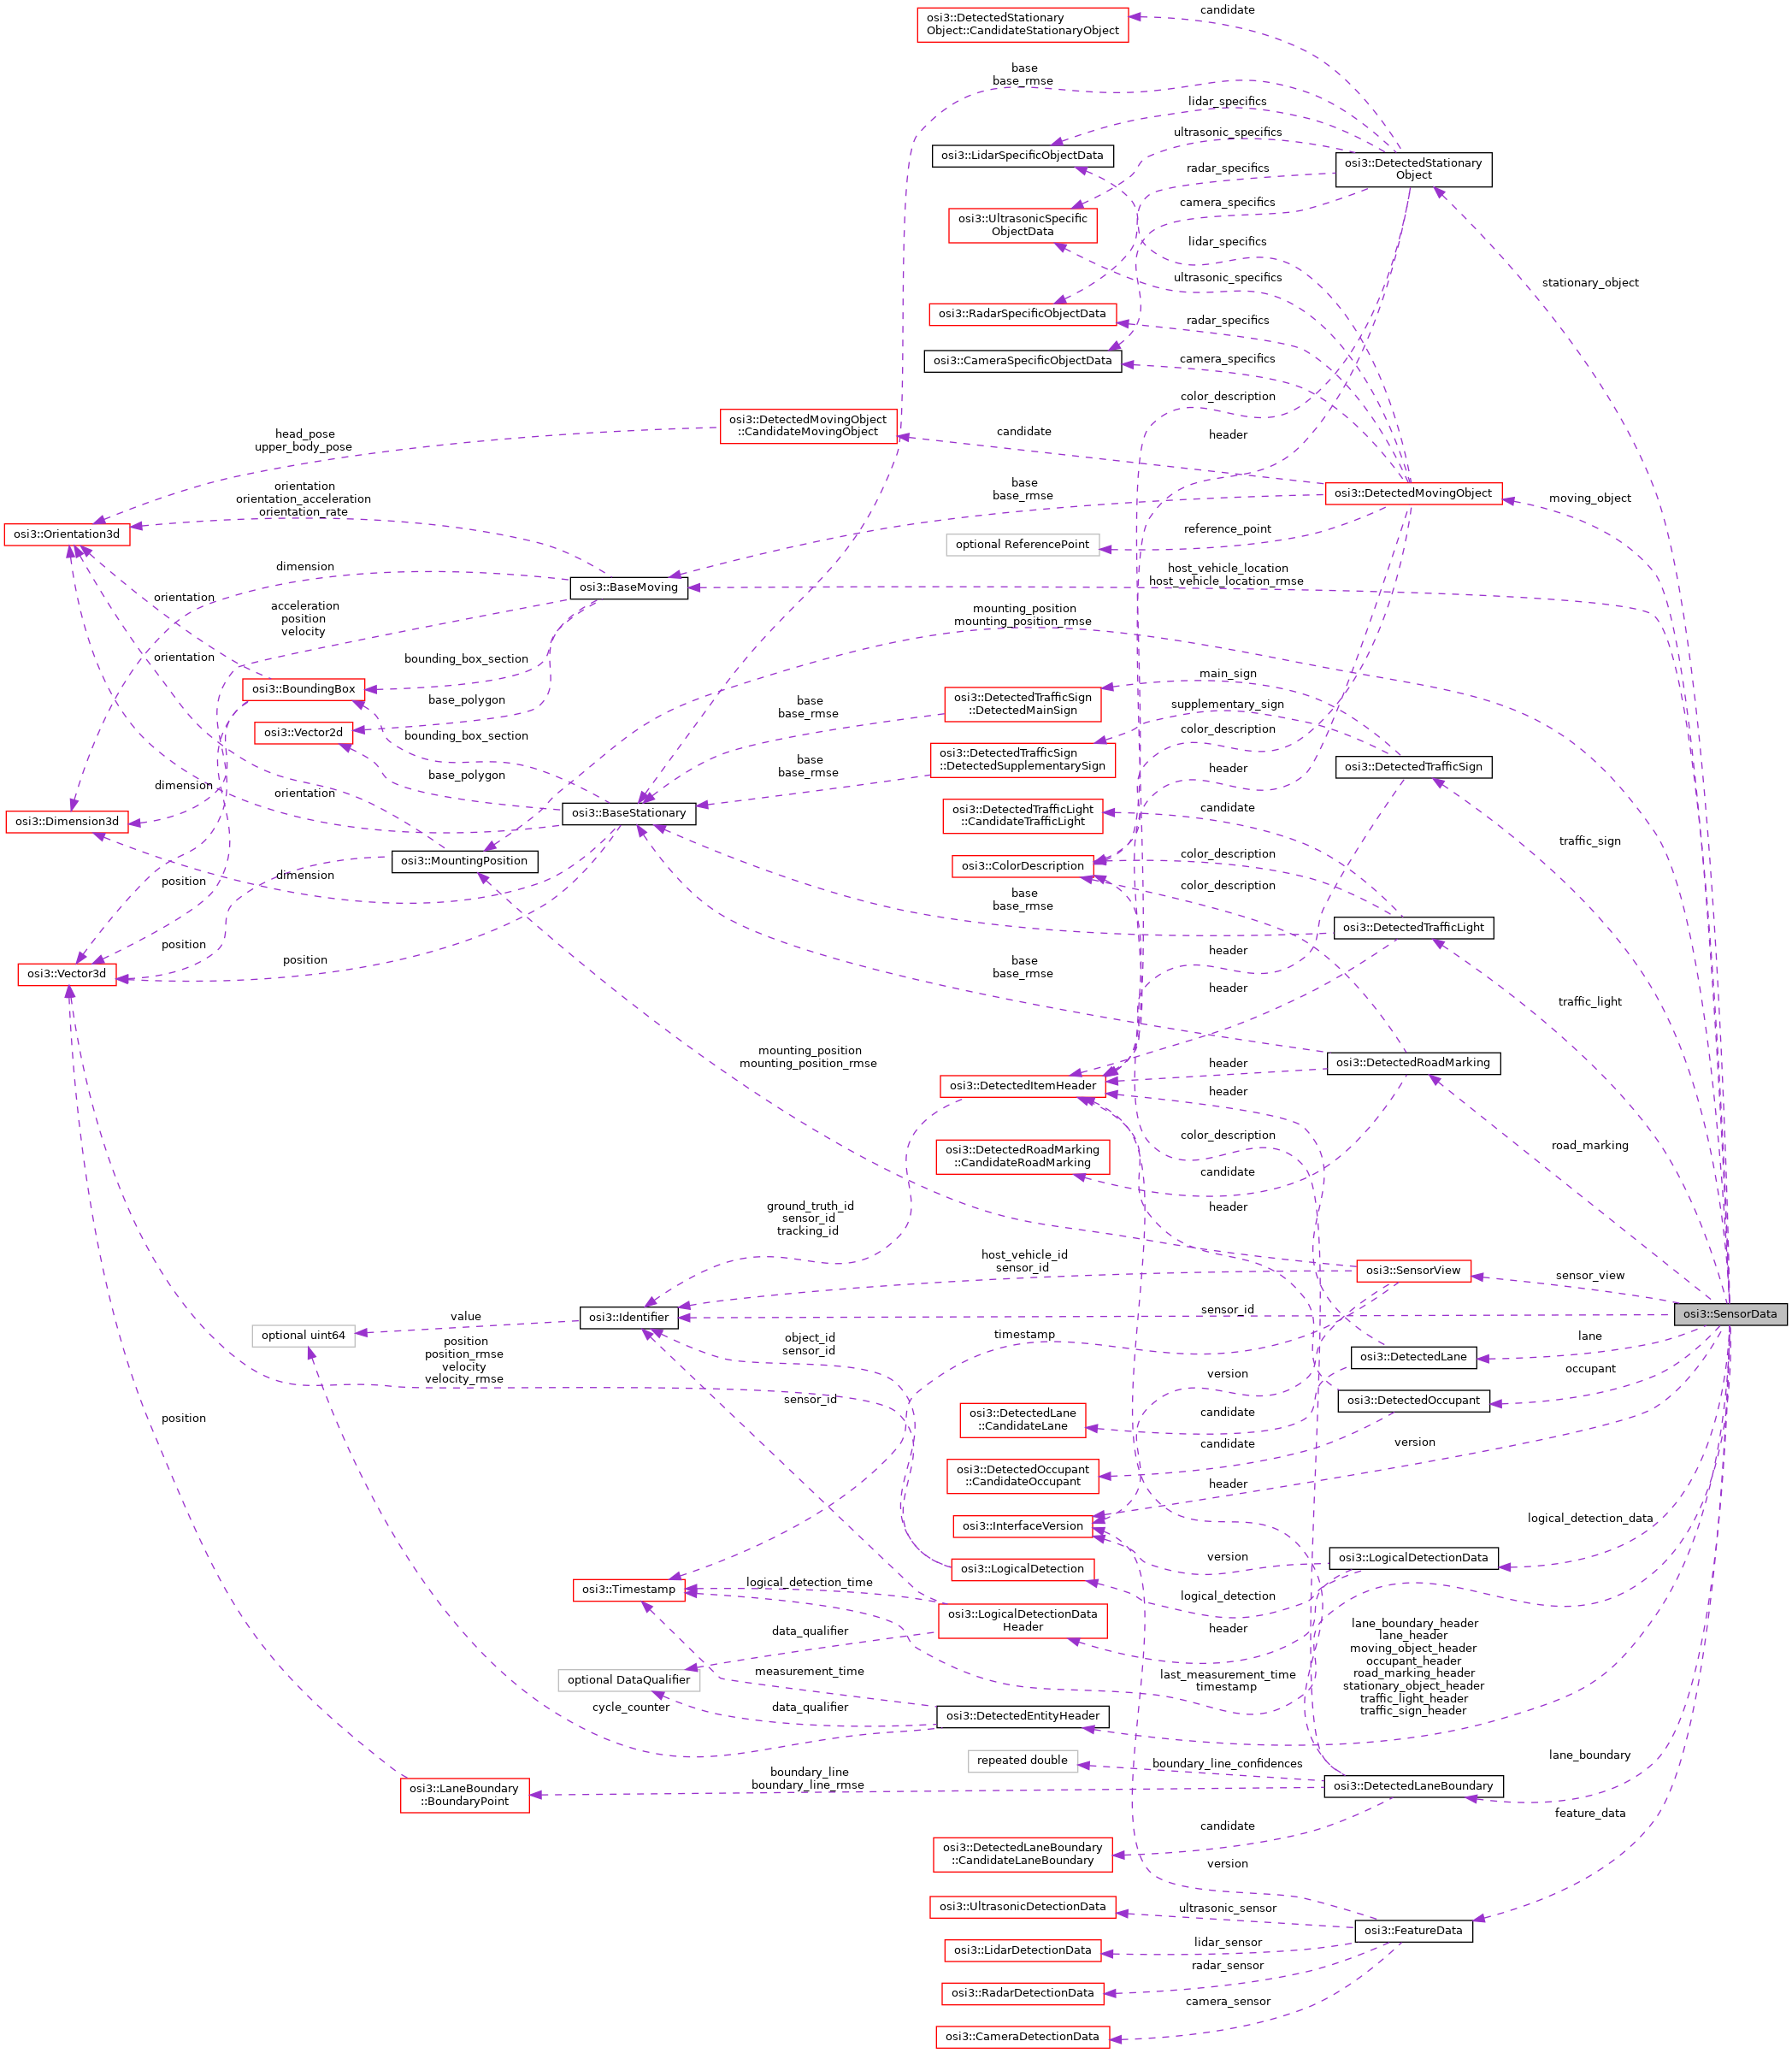 candidate
osi3::DetectedStationary
Object::CandidateStationaryObject
base
base_rmse
lidar_specifics
ultrasonic_specifics
osi3::LidarSpecificObjectData
osi3::DetectedStationary
Object
radar_specifics
camera_specifics
osi3::UltrasonicSpecific
ObjectData
lidar_specifics
ultrasonic_specifics
stationary_object
osi3::RadarSpecificObjectData
radar_specifics
osi3::CameraSpecificObjectData
camera_specifics
color_description
osi3::DetectedMovingObject
::CandidateMovingObject
candidate
header
head_pose
upper_body_pose
orientation
orientation_acceleration
orientation_rate
base
base_rmse
osi3::DetectedMovingObject
moving_object
osi3::Orientation3d
reference_point
optional ReferencePoint
dimension
osi3::BaseMoving
host_vehicle_location
host_vehicle_location_rmse
orientation
acceleration
position
velocity
mounting_position
mounting_position_rmse
orientation
bounding_box_section
main_sign
osi3::BoundingBox
base_polygon
osi3::DetectedTrafficSign
::DetectedMainSign
base
base_rmse
supplementary_sign
osi3::Vector2d
bounding_box_section
color_description
osi3::DetectedTrafficSign
::DetectedSupplementarySign
base
base_rmse
base_polygon
header
osi3::DetectedTrafficSign
dimension
orientation
osi3::Dimension3d
osi3::BaseStationary
osi3::DetectedTrafficLight
::CandidateTrafficLight
candidate
traffic_sign
osi3::MountingPosition
color_description
osi3::ColorDescription
dimension
position
color_description
base
base_rmse
osi3::DetectedTrafficLight
position
position
header
osi3::Vector3d
base
base_rmse
header
traffic_light
mounting_position
mounting_position_rmse
header
osi3::DetectedRoadMarking
osi3::DetectedItemHeader
header
color_description
road_marking
osi3::DetectedRoadMarking
::CandidateRoadMarking
candidate
ground_truth_id
sensor_id
tracking_id
header
host_vehicle_id
sensor_id
osi3::SensorView
sensor_view
sensor_id
osi3::SensorData
value
osi3::Identifier
optional uint64
timestamp
object_id
sensor_id
lane
position
position_rmse
velocity
velocity_rmse
osi3::DetectedLane
version
occupant
sensor_id
osi3::DetectedOccupant
position
osi3::DetectedLane
::CandidateLane
candidate
candidate
version
osi3::DetectedOccupant
::CandidateOccupant
header
logical_detection_data
osi3::InterfaceVersion
version
osi3::LogicalDetectionData
osi3::LogicalDetection
logical_detection_time
osi3::Timestamp
logical_detection
osi3::LogicalDetectionData
Header
header
data_qualifier
lane_boundary_header
lane_header
moving_object_header
occupant_header
road_marking_header
stationary_object_header
traffic_light_header
traffic_sign_header
measurement_time
last_measurement_time
timestamp
optional DataQualifier
cycle_counter
data_qualifier
osi3::DetectedEntityHeader
lane_boundary
repeated double
boundary_line_confidences
boundary_line
boundary_line_rmse
osi3::DetectedLaneBoundary
osi3::LaneBoundary
::BoundaryPoint
feature_data
candidate
osi3::DetectedLaneBoundary
::CandidateLaneBoundary
version
osi3::UltrasonicDetectionData
ultrasonic_sensor
osi3::FeatureData
osi3::LidarDetectionData
lidar_sensor
radar_sensor
osi3::RadarDetectionData
camera_sensor
osi3::CameraDetectionData